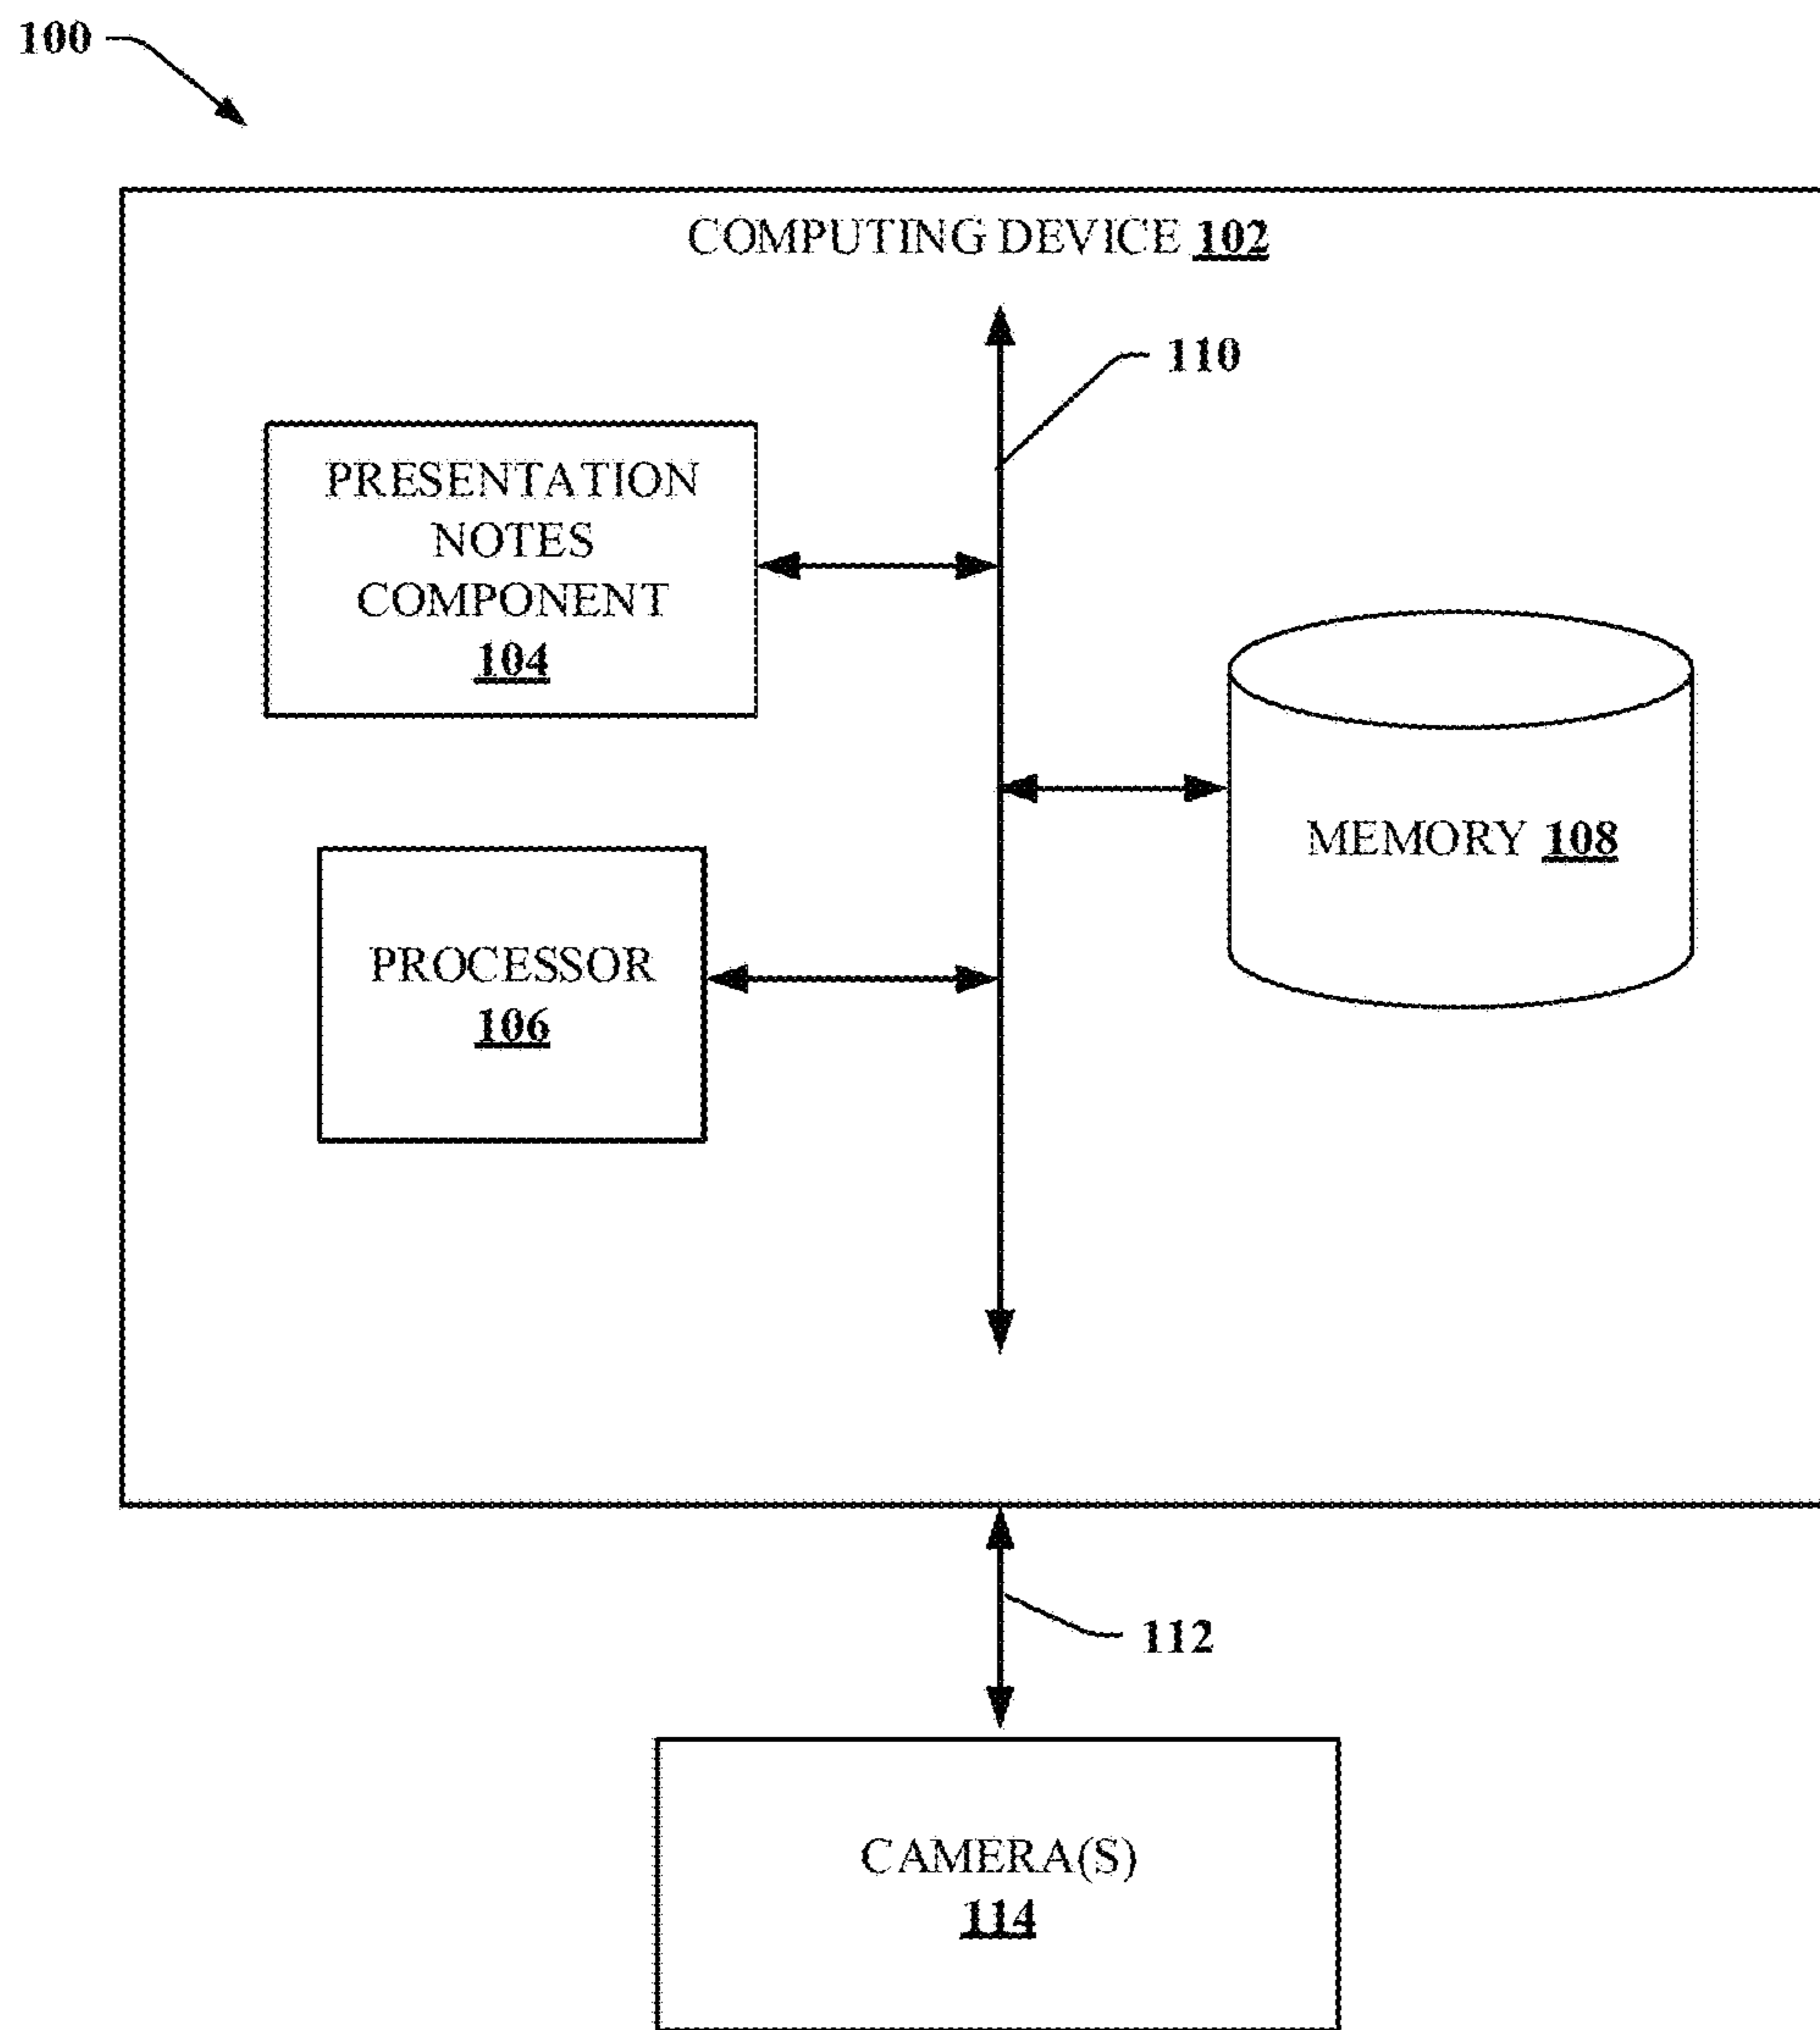 100
COMPUTING DEVICE 102
110
PRESENTATION
NOTES
COMPONENT
104
MEMORY 108
PROCESSOR
106
112
CAMERA(S)
114